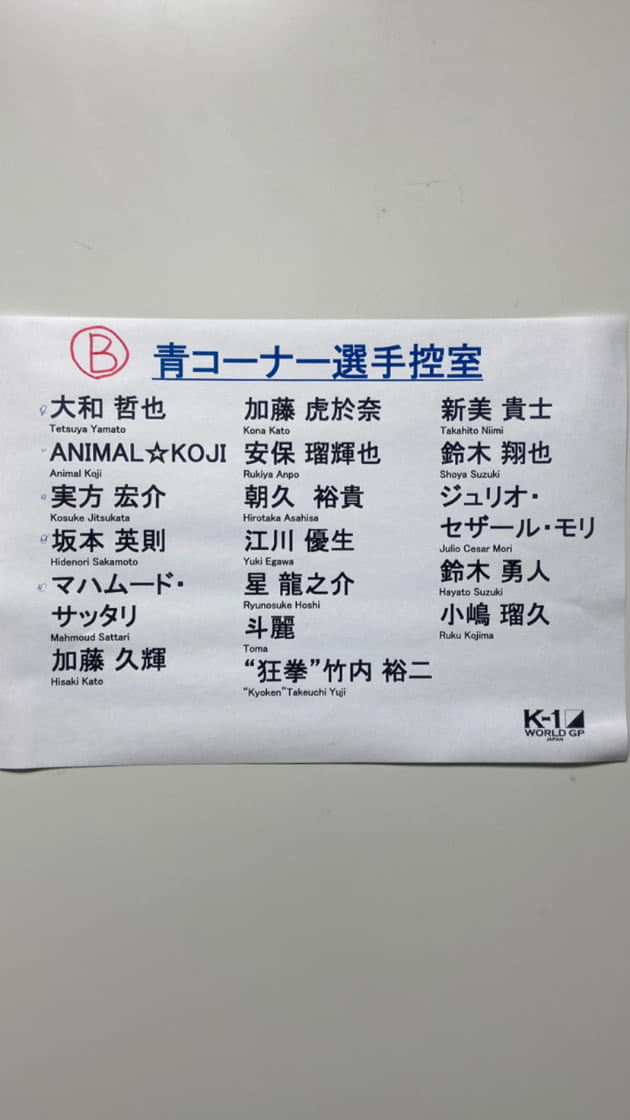 B
青コーナー選手控室
大和 哲也
Tetsuya Yamato
ANIMAL☆KOJI
Animal Koji
実方 宏介
Kosuke Jitsukata
坂本 英則
Hidenori Sakamoto
マハムード・
サッタリ
Mahmoud Sattari
加藤 久輝
Hisaki Kato
加藤 虎於奈
Kona Kato
安保 瑠輝也
Rukiya Anpo
朝久 裕貴
Hirotaka Asahisa
江川 優生
Yuki Egawa
星 龍之介
Ryunosuke Hoshi
斗麗
Toma
“狂拳”竹内 裕二
“Kyoken”Takeuchi Yuji
新美 貴士
Takahito Niimi
鈴木 翔也
Shoya Suzuki
ジュリオ・
セザール・モリ
Julio Cesar Mori
鈴木 勇人
Hayato Suzuki
小嶋 瑠久
Ruku Kojima
K-1
WORLD GP
JAPAN